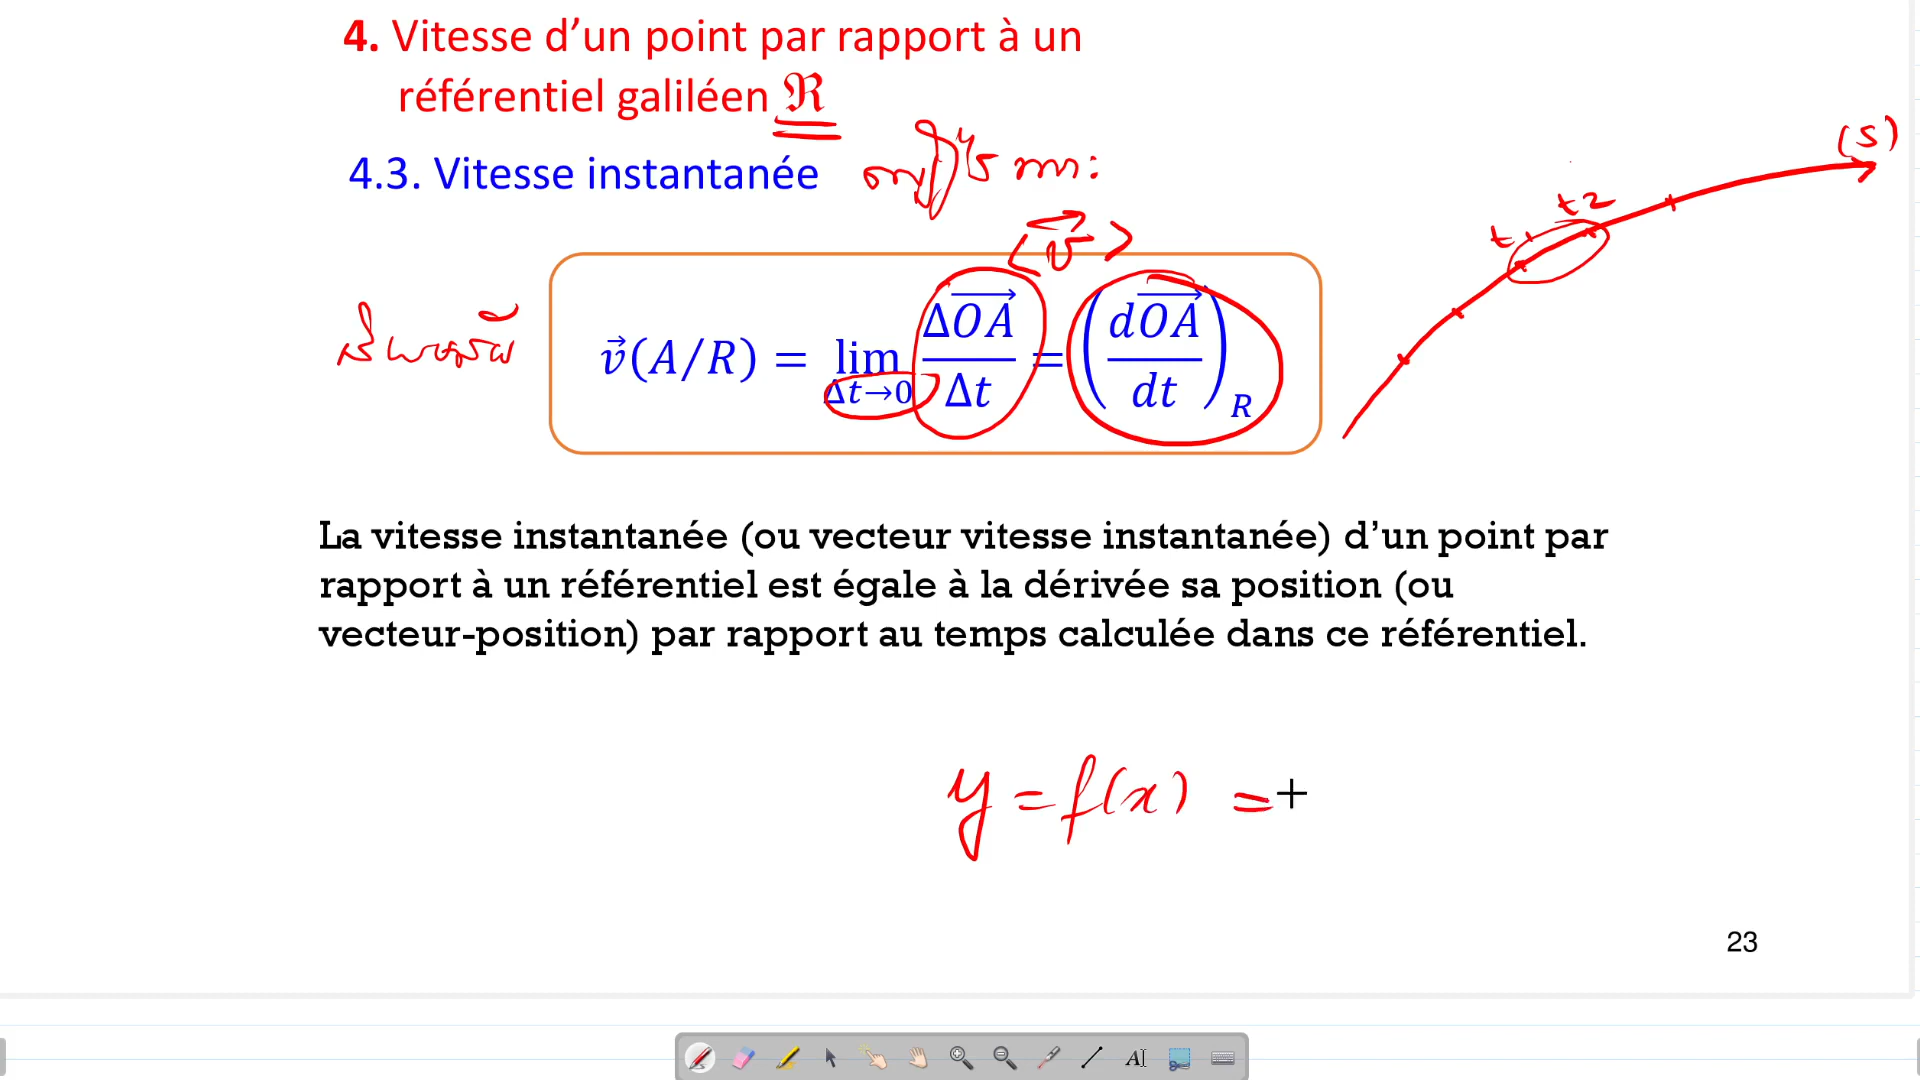 4. Vitesse d’un point par rapport à un
référentiel galiléen ℜ
4.3. Vitesse instantanée
(S)
t1 t2
<v⃗>
v⃗(A/R) = lim Δt→0 ΔOA⃗/Δt = (dOA⃗/dt)R
La vitesse instantanée (ou vecteur vitesse instantanée) d’un point par
rapport à un référentiel est égale à la dérivée sa position (ou
vecteur-position) par rapport au temps calculée dans ce référentiel.
y = f(x) =
23